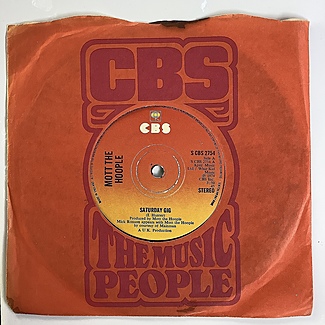 CBS
CBS
MOTT THE
HOOPLE
S CBS 2754
Side A
STEREO
SATURDAY GIG
(I. Hunter)
Produced by Mott the Hoople
Mick Ronson appears with Mott the Hoople
by courtesy of Mainman
A U.K. Production
THE MUSIC
PEOPLE